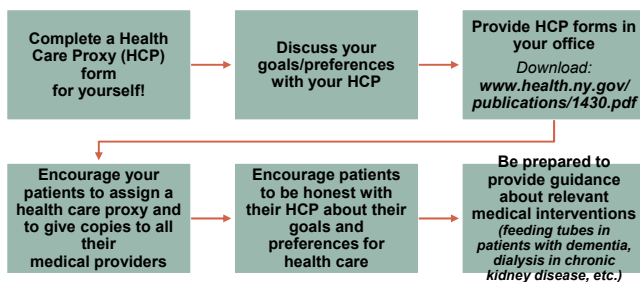 Complete a Health
Care Proxy (HCP)
form
for yourself!
Discuss your
goals/preferences
with your HCP
Provide HCP forms in
your office
Download:
www.health.ny.gov/
publications/1430.pdf
Encourage your
patients to assign a
health care proxy and
to give copies to all
their
medical providers
Encourage patients
to be honest with
their HCP about their
goals and
preferences for
health care
Be prepared to
provide guidance
about relevant
medical interventions
(feeding tubes in
patients with dementia,
dialysis in chronic
kidney disease, etc.)